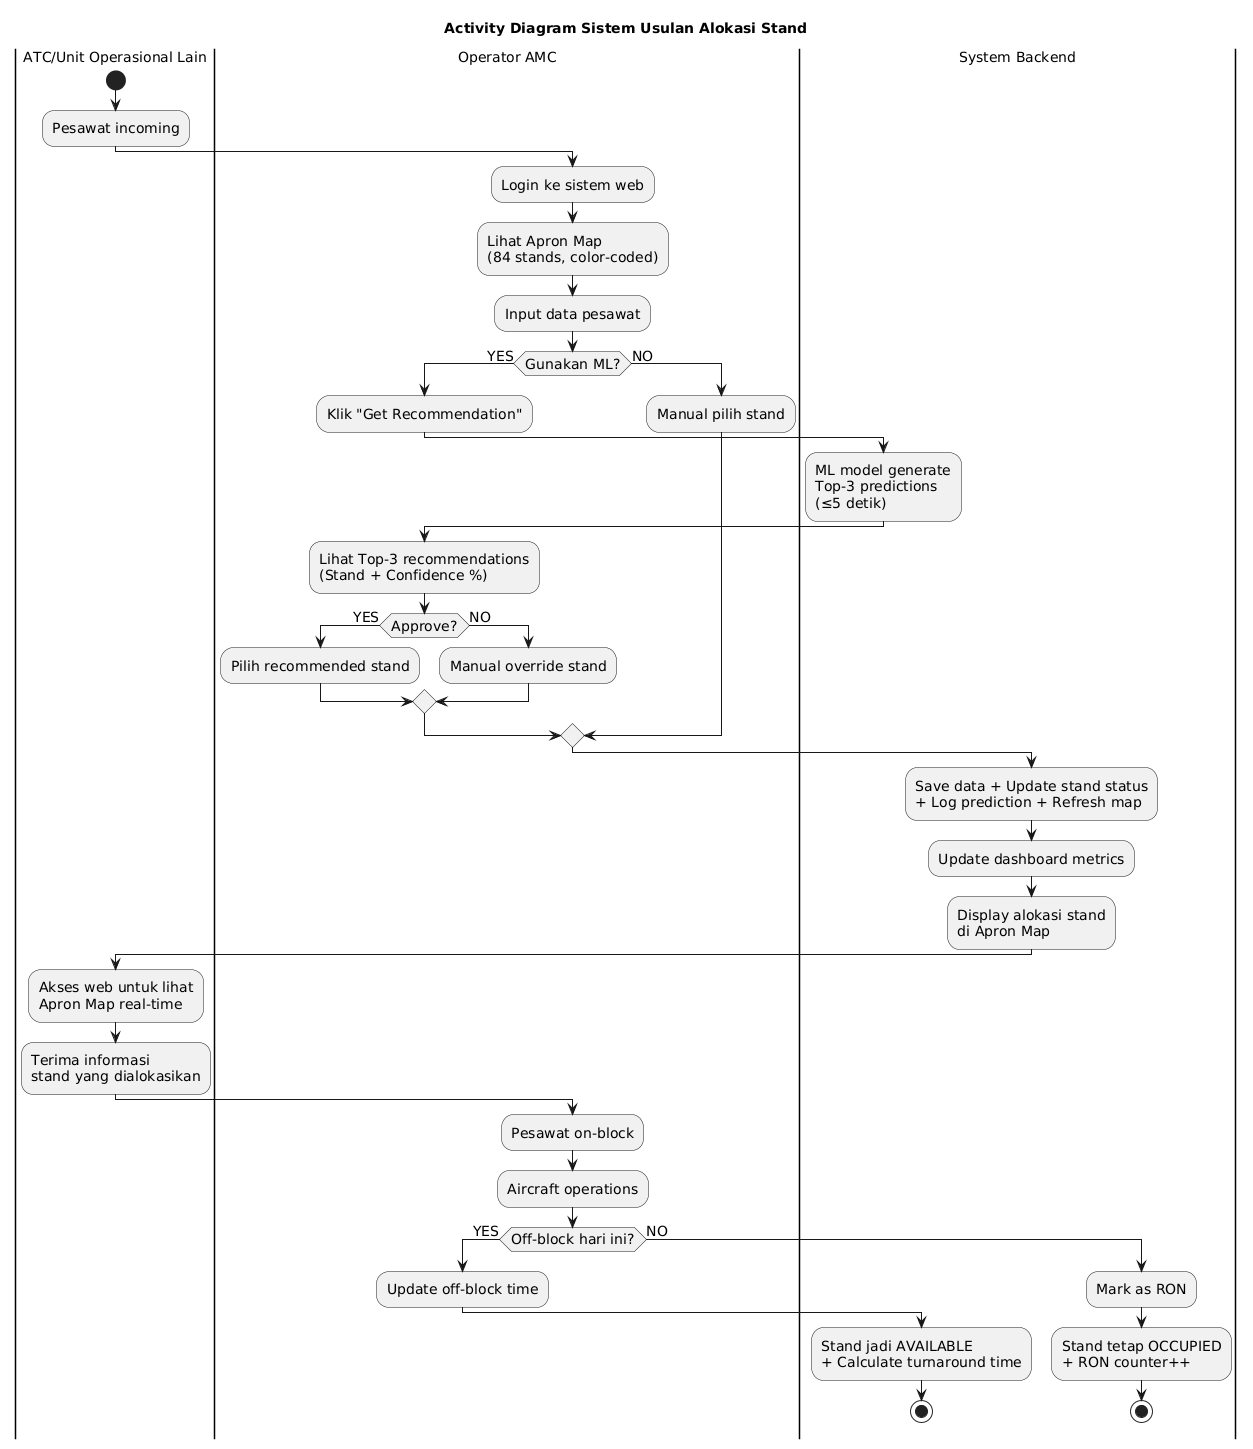 Activity Diagram Sistem Usulan Alokasi Stand
ATC/Unit Operasional Lain
Operator AMC
System Backend
Pesawat incoming
Login ke sistem web
Lihat Apron Map
(84 stands, color-coded)
Input data pesawat
YES
Gunakan ML?
NO
Klik "Get Recommendation"
Manual pilih stand
ML model generate
Top-3 predictions
(≤5 detik)
Lihat Top-3 recommendations
(Stand + Confidence %)
YES
Approve?
NO
Pilih recommended stand
Manual override stand
Save data + Update stand status
+ Log prediction + Refresh map
Update dashboard metrics
Display alokasi stand
di Apron Map
Akses web untuk lihat
Apron Map real-time
Terima informasi
stand yang dialokasikan
Pesawat on-block
Aircraft operations
YES
Off-block hari ini?
NO
Update off-block time
Mark as RON
Stand jadi AVAILABLE
+ Calculate turnaround time
Stand tetap OCCUPIED
+ RON counter++